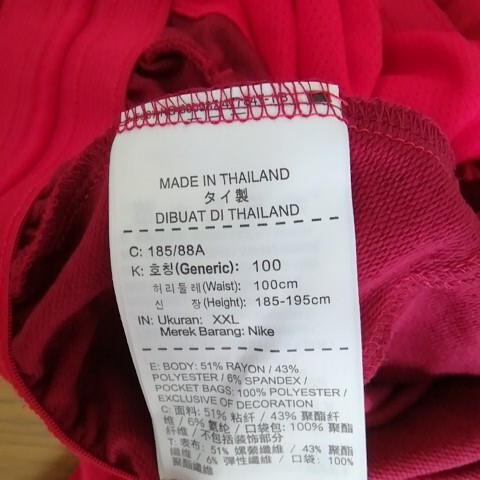 MADE IN THAILAND
タイ製
DIBUAT DI THAILAND
C: 185/88A
K: 호칭(Generic): 100
허리둘레(Waist): 100cm
신 장(Height): 185-195cm
IN: Ukuran: XXL
Merek Barang: Nike
E: BODY: 51% RAYON / 43%
POLYESTER / 6% SPANDEX /
POCKET BAGS: 100% POLYESTER /
EXCLUSIVE OF DECORATION
C: 面料: 51% 粘纤 / 43% 聚酯纤
维 / 6% 氨纶 / 口袋包: 100% 聚酯
纤维 / 不包括装饰部分
T: 表布: 51% 嫘縈纖維 / 43% 聚酯
纖維 / 6% 彈性纖維 / 口袋: 100%
聚酯纖維